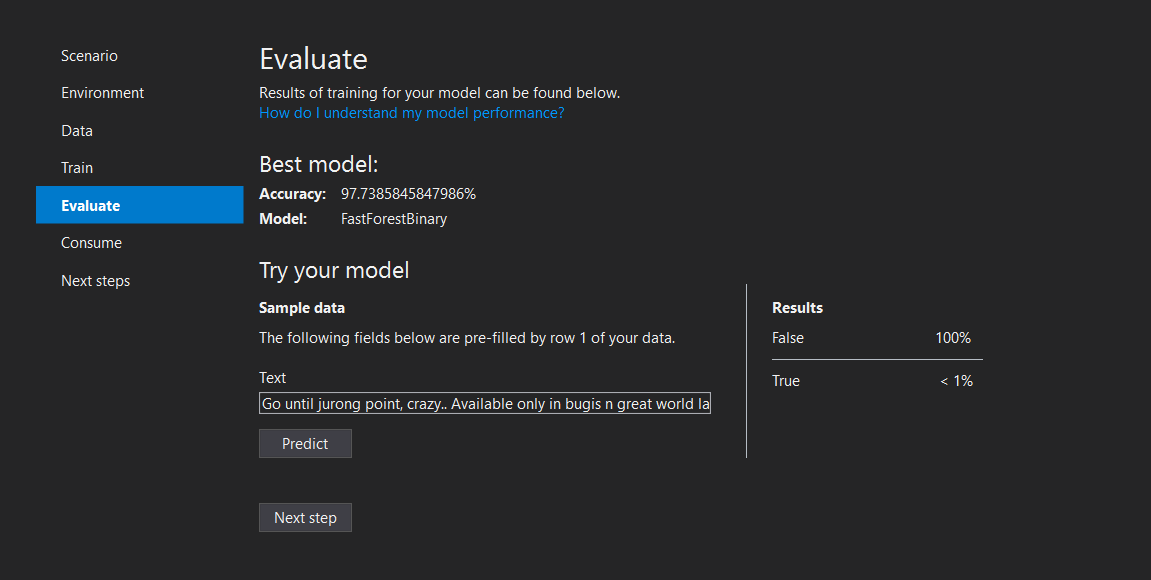 Scenario
Environment
Data
Train
Evaluate
Consume
Next steps
Evaluate
Results of training for your model can be found below.
How do I understand my model performance?
Best model:
Accuracy: 97.7385845847986%
Model: FastForestBinary
Try your model
Sample data
The following fields below are pre-filled by row 1 of your data.
Text
Go until jurong point, crazy.. Available only in bugis n great world la
Predict
Next step
Results
False 100%
True < 1%